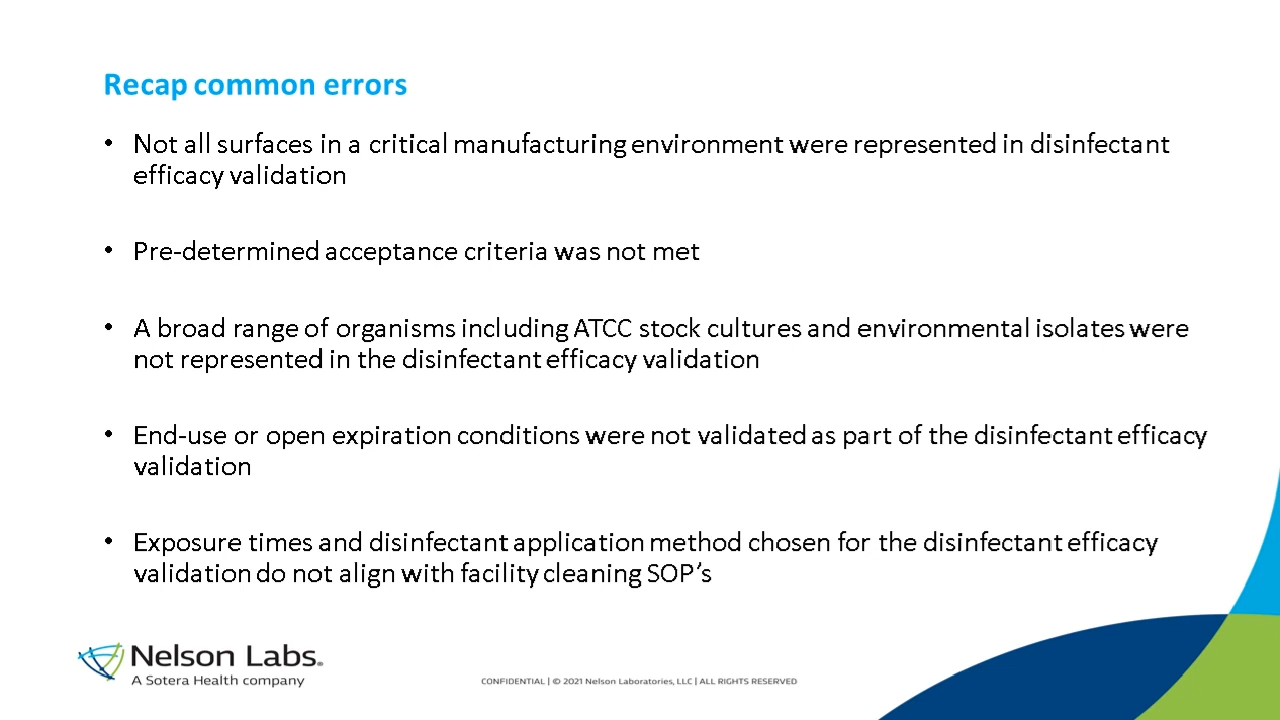 Recap common errors
• Not all surfaces in a critical manufacturing environment were represented in disinfectant
efficacy validation
• Pre-determined acceptance criteria was not met
• A broad range of organisms including ATCC stock cultures and environmental isolates were
not represented in the disinfectant efficacy validation
• End-use or open expiration conditions were not validated as part of the disinfectant efficacy
validation
• Exposure times and disinfectant application method chosen for the disinfectant efficacy
validation do not align with facility cleaning SOP’s
Nelson Labs®
A Sotera Health company
CONFIDENTIAL | © 2021 Nelson Laboratories, LLC | ALL RIGHTS RESERVED